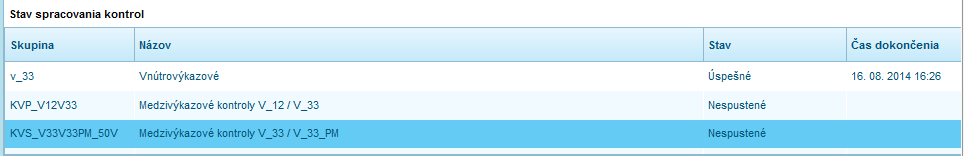 Stav spracovania kontrol
Skupina Názov Stav Čas dokončenia
v_33 Vnútrovýkazové Úspešné 16. 08. 2014 16:26
KVP_V12V33 Medzivýkazové kontroly V_12 / V_33 Nespustené
KVS_V33V33PM_50V Medzivýkazové kontroly V_33 / V_33_PM Nespustené